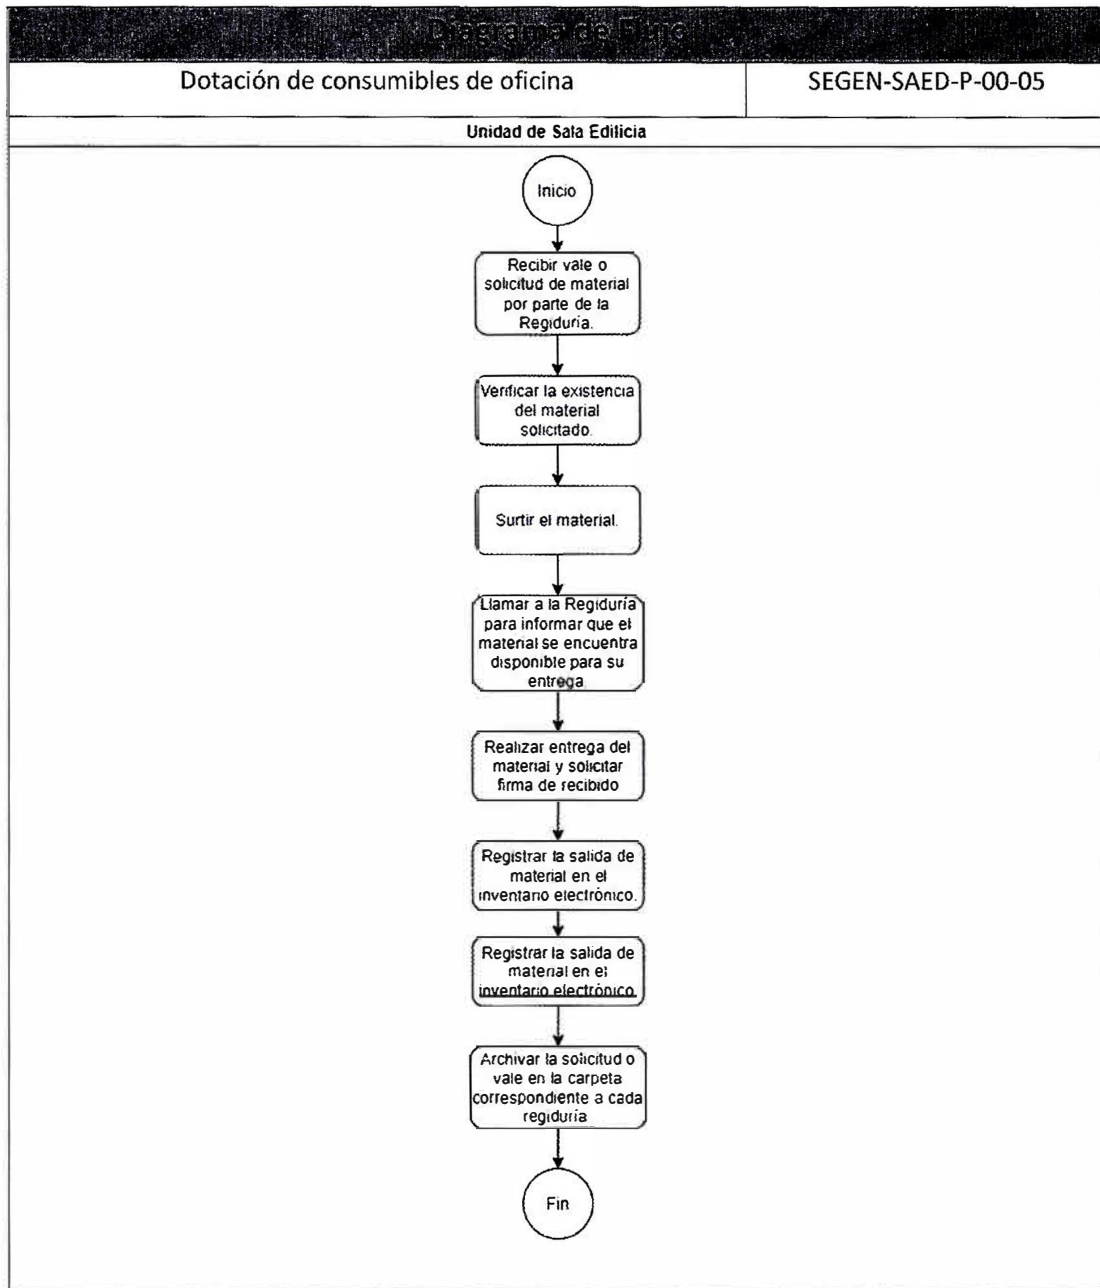 Diagrama de Flujo
Dotación de consumibles de oficina
SEGEN-SAED-P-00-05
Unidad de Sala Edilicia
Inicio
Recibir vale o
solicitud de material
por parte de la
Regiduría.
Verificar la existencia
del material
solicitado.
Surtir el material.
Llamar a la Regiduría
para informar que el
material se encuentra
disponible para su
entrega
Realizar entrega del
material y solicitar
firma de recibido
Registrar la salida de
material en el
inventario electrónico.
Registrar la salida de
material en el
inventario electrónico
Archivar la solicitud o
vale en la carpeta
correspondiente a cada
regiduría
Fin